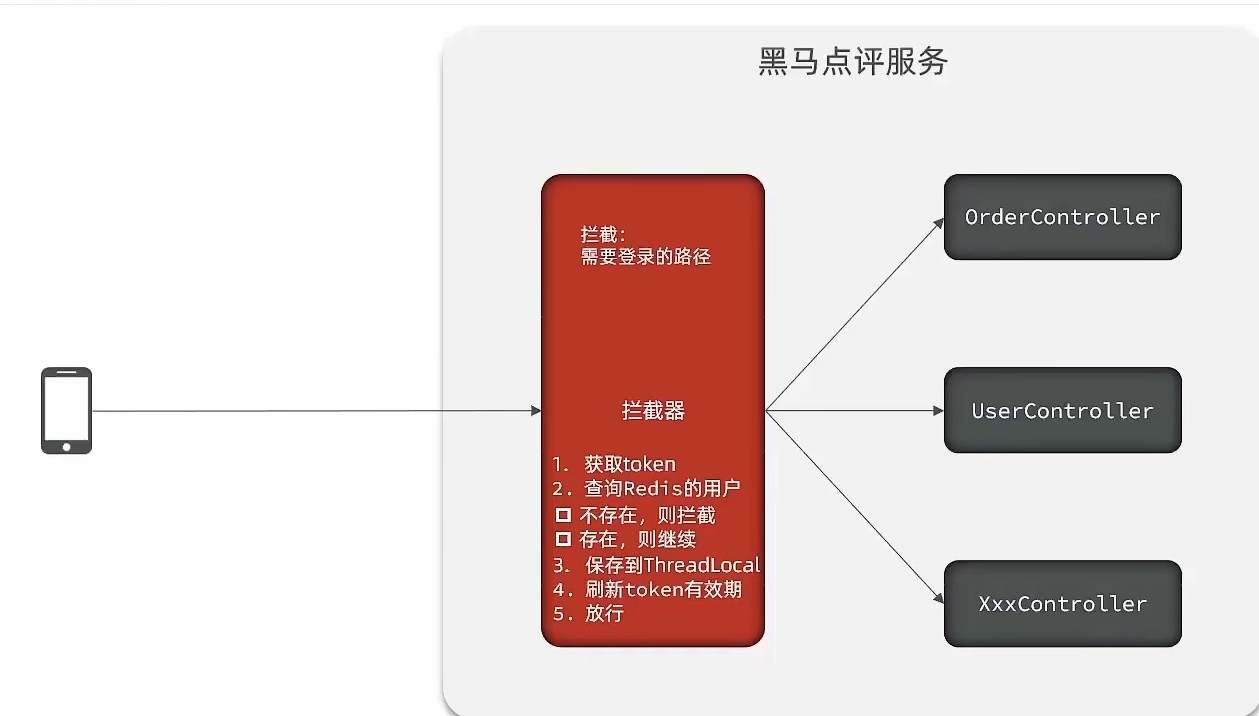 黑马点评服务
拦截:
需要登录的路径
拦截器
1. 获取token
2. 查询Redis的用户
不存在，则拦截
存在，则继续
3. 保存到ThreadLocal
4. 刷新token有效期
5. 放行
OrderController
UserController
XxxController